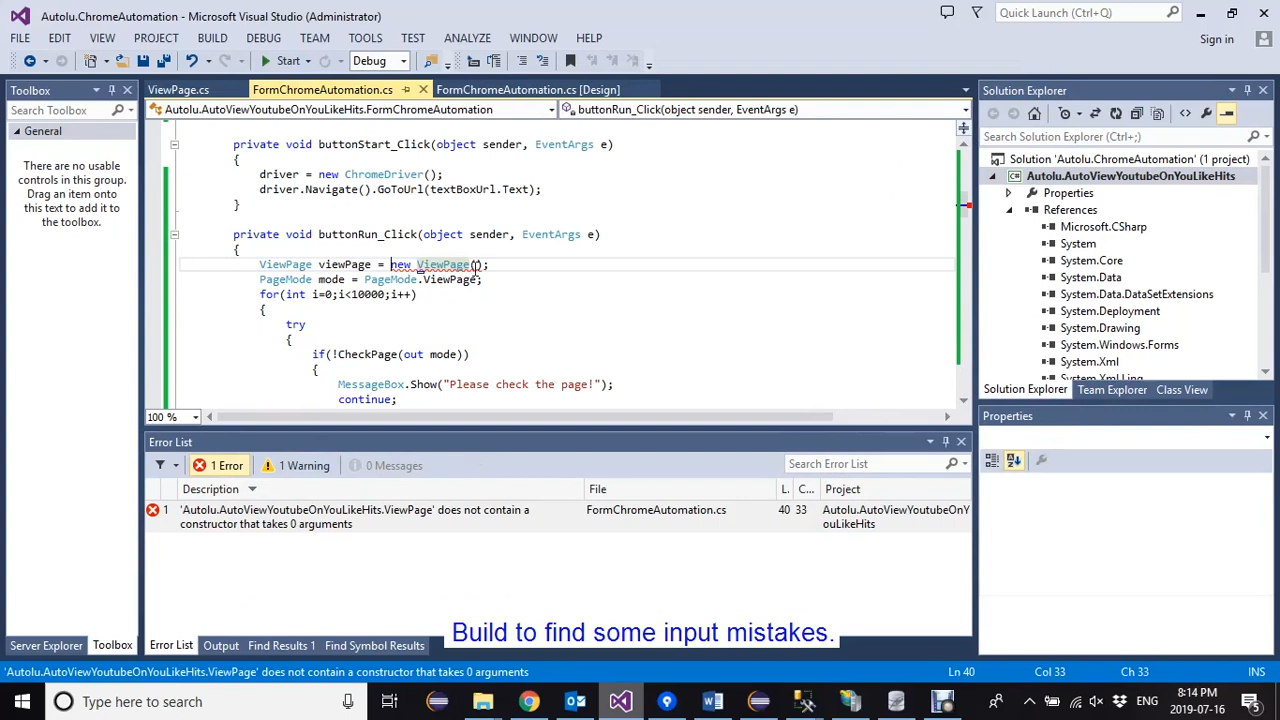 Autolu.ChromeAutomation - Microsoft Visual Studio (Administrator)
Quick Launch (Ctrl+Q)
FILE EDIT VIEW PROJECT BUILD DEBUG TEAM TOOLS TEST ANALYZE WINDOW HELP
Sign in
Start
Debug
Toolbox
Search Toolbox
General
There are no usable
controls in this group.
Drag an item onto
this text to add it to
the toolbox.
ViewPage.cs
FormChromeAutomation.cs
FormChromeAutomation.cs [Design]
Autolu.AutoViewYoutubeOnYouLikeHits.FormChromeAutomation
buttonRun_Click(object sender, EventArgs e)
private void buttonStart_Click(object sender, EventArgs e)
{
driver = new ChromeDriver();
driver.Navigate().GoToUrl(textBoxUrl.Text);
}
private void buttonRun_Click(object sender, EventArgs e)
{
ViewPage viewPage = new ViewPage();
PageMode mode = PageMode.ViewPage;
for(int i=0;i<10000;i++)
{
try
{
if(!CheckPage(out mode))
{
MessageBox.Show("Please check the page!");
continue;
100 %
Solution Explorer
Search Solution Explorer (Ctrl+;)
Solution 'Autolu.ChromeAutomation' (1 project)
Autolu.AutoViewYoutubeOnYouLikeHits
Properties
References
Microsoft.CSharp
System
System.Core
System.Data
System.Data.DataSetExtensions
System.Deployment
System.Drawing
System.Windows.Forms
System.Xml
System.Xml.Linq
Solution Explorer Team Explorer Class View
Properties
Error List
1 Error
1 Warning
0 Messages
Search Error List
Description File L. C... Project
1 'Autolu.AutoViewYoutubeOnYouLikeHits.ViewPage' does not contain a
constructor that takes 0 arguments
FormChromeAutomation.cs 40 33
Autolu.AutoViewYoutubeOnY
ouLikeHits
Build to find some input mistakes.
Server Explorer Toolbox
Error List Output Find Results 1 Find Symbol Results
'Autolu.AutoViewYoutubeOnYouLikeHits.ViewPage' does not contain a constructor that takes 0 arguments
Ln 40 Col 33 Ch 33 INS
Type here to search
ENG
8:14 PM
2019-07-16
5